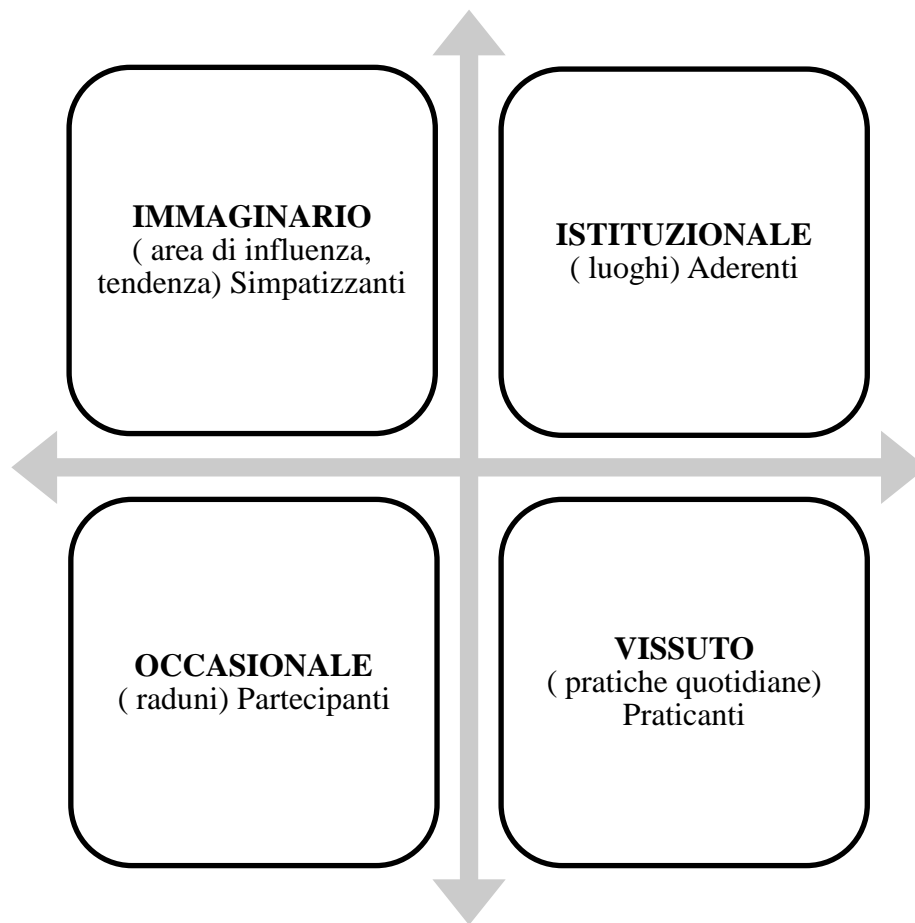 IMMAGINARIO
( area di influenza,
tendenza) Simpatizzanti
ISTITUZIONALE
( luoghi) Aderenti
OCCASIONALE
( raduni) Partecipanti
VISSUTO
( pratiche quotidiane)
Praticanti